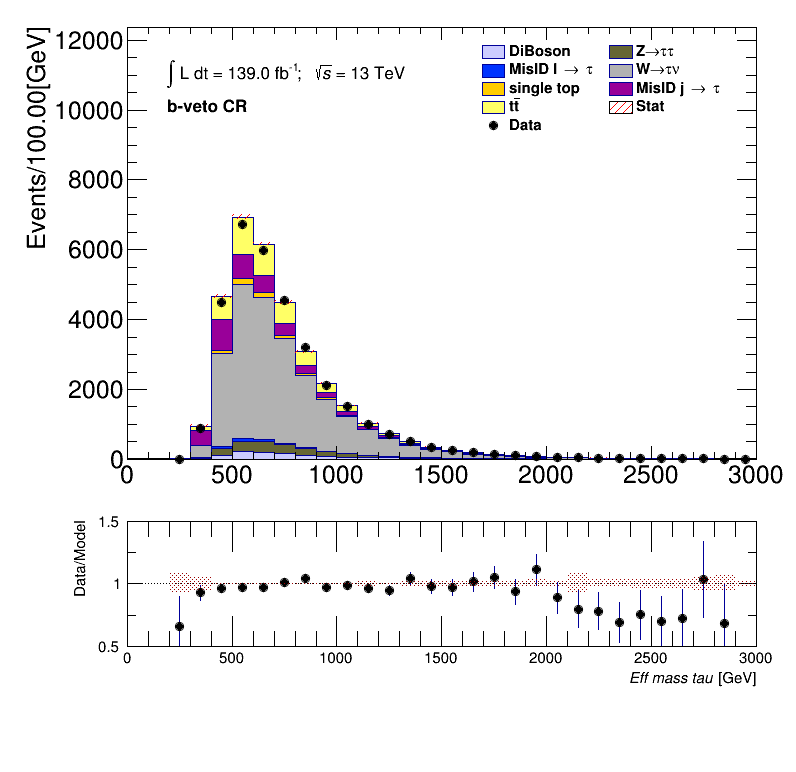 Events/100.00[GeV]
12000
10000
8000
6000
4000
2000
0
∫ L dt = 139.0 fb⁻¹; √s = 13 TeV
b-veto CR
DiBoson
Z→ττ
MisID l → τ
W→τν
single top
MisID j → τ
tt̄
Stat
Data
0 500 1000 1500 2000 2500 3000
Data/Model
1.5
1
0.5
0 500 1000 1500 2000 2500 3000
Eff mass tau [GeV]